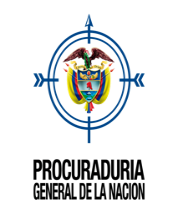 PROCURADURIA
GENERAL DE LA NACION